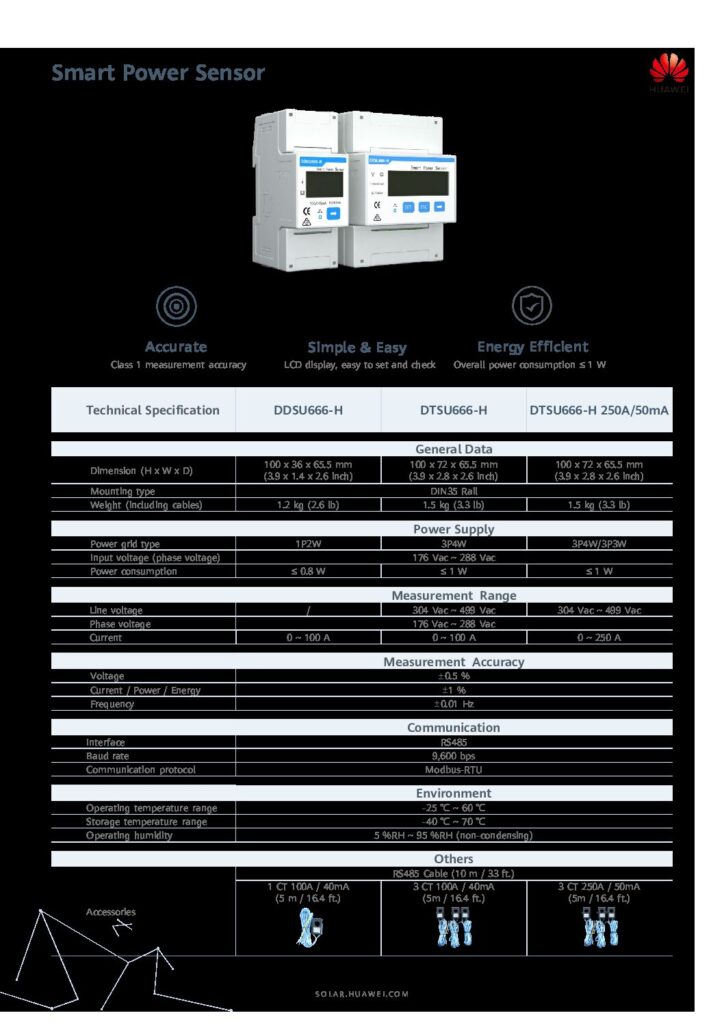 Smart Power Sensor
HUAWEI
DDSU666-H
Smart Power Sensor
DTSU666-H
Smart Power Sensor
Accurate
Simple & Easy
Energy Efficient
Class 1 measurement accuracy
LCD display, easy to set and check
Overall power consumption ≤ 1 W
Technical Specification DDSU666-H DTSU666-H DTSU666-H 250A/50mA
General Data
Dimension (H x W x D) 100 x 36 x 65.5 mm (3.9 x 1.4 x 2.6 inch) 100 x 72 x 65.5 mm (3.9 x 2.8 x 2.6 inch) 100 x 72 x 65.5 mm (3.9 x 2.8 x 2.6 inch)
Mounting type DIN35 Rail
Weight (including cables) 1.2 kg (2.6 lb) 1.5 kg (3.3 lb) 1.5 kg (3.3 lb)
Power Supply
Power grid type 1P2W 3P4W 3P4W/3P3W
Input voltage (phase voltage) 176 Vac ~ 288 Vac
Power consumption ≤ 0.8 W ≤ 1 W ≤ 1 W
Measurement Range
Line voltage / 304 Vac ~ 499 Vac 304 Vac ~ 499 Vac
Phase voltage 176 Vac ~ 288 Vac
Current 0 ~ 100 A 0 ~ 100 A 0 ~ 250 A
Measurement Accuracy
Voltage ±0.5 %
Current / Power / Energy ±1 %
Frequency ±0.01 Hz
Communication
Interface RS485
Baud rate 9,600 bps
Communication protocol Modbus-RTU
Environment
Operating temperature range -25 ℃ ~ 60 ℃
Storage temperature range -40 ℃ ~ 70 ℃
Operating humidity 5 %RH ~ 95 %RH (non-condensing)
Others
RS485 Cable (10 m / 33 ft.)
Accessories 1 CT 100A / 40mA (5 m / 16.4 ft.) 3 CT 100A / 40mA (5m / 16.4 ft.) 3 CT 250A / 50mA (5m / 16.4 ft.)
SOLAR.HUAWEI.COM